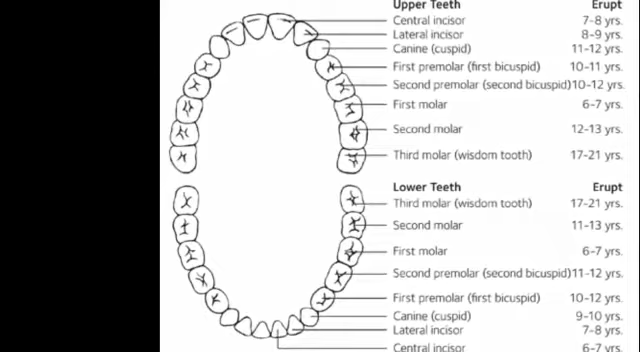 Upper Teeth Erupt
Central incisor 7-8 yrs.
Lateral incisor 8-9 yrs.
Canine (cuspid) 11-12 yrs.
First premolar (first bicuspid) 10-11 yrs.
Second premolar (second bicuspid) 10-12 yrs.
First molar 6-7 yrs.
Second molar 12-13 yrs.
Third molar (wisdom tooth) 17-21 yrs.
Lower Teeth Erupt
Third molar (wisdom tooth) 17-21 yrs.
Second molar 11-13 yrs.
First molar 6-7 yrs.
Second premolar (second bicuspid) 11-12 yrs.
First premolar (first bicuspid) 10-12 yrs.
Canine (cuspid) 9-10 yrs.
Lateral incisor 7-8 yrs.
Central incisor 6-7 yrs.